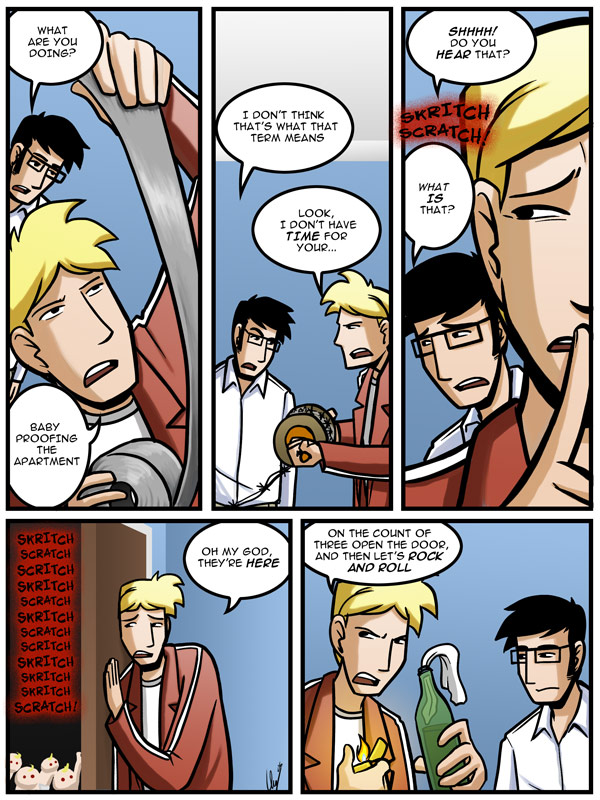 WHAT
ARE YOU
DOING?
BABY
PROOFING
THE
APARTMENT
I DON'T THINK
THAT'S WHAT THAT
TERM MEANS
LOOK,
I DON'T HAVE
TIME FOR
YOUR...
SHHHH!
DO YOU
HEAR THAT?
SKRITCH
SCRATCH!
WHAT
IS
THAT?
SKRITCH
SCRATCH
SCRITCH
SKRITCH
SCRATCH
SKRITCH
SCRATCH
SCRITCH
SKRITCH
SKRITCH
SKRITCH
SCRATCH!
OH MY GOD,
THEY'RE HERE
ON THE COUNT OF
THREE OPEN THE DOOR,
AND THEN LET'S ROCK
AND ROLL